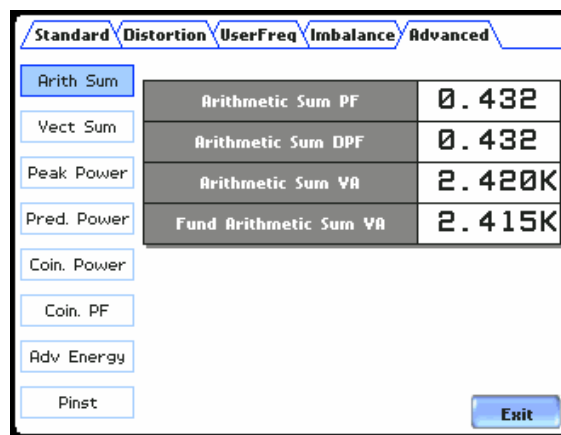 Standard Distortion UserFreq Imbalance Advanced
Arith Sum
Vect Sum
Peak Power
Pred. Power
Coin. Power
Coin. PF
Adv Energy
Pinst
Arithmetic Sum PF 0.432
Arithmetic Sum DPF 0.432
Arithmetic Sum VA 2.420K
Fund Arithmetic Sum VA 2.415K
Exit